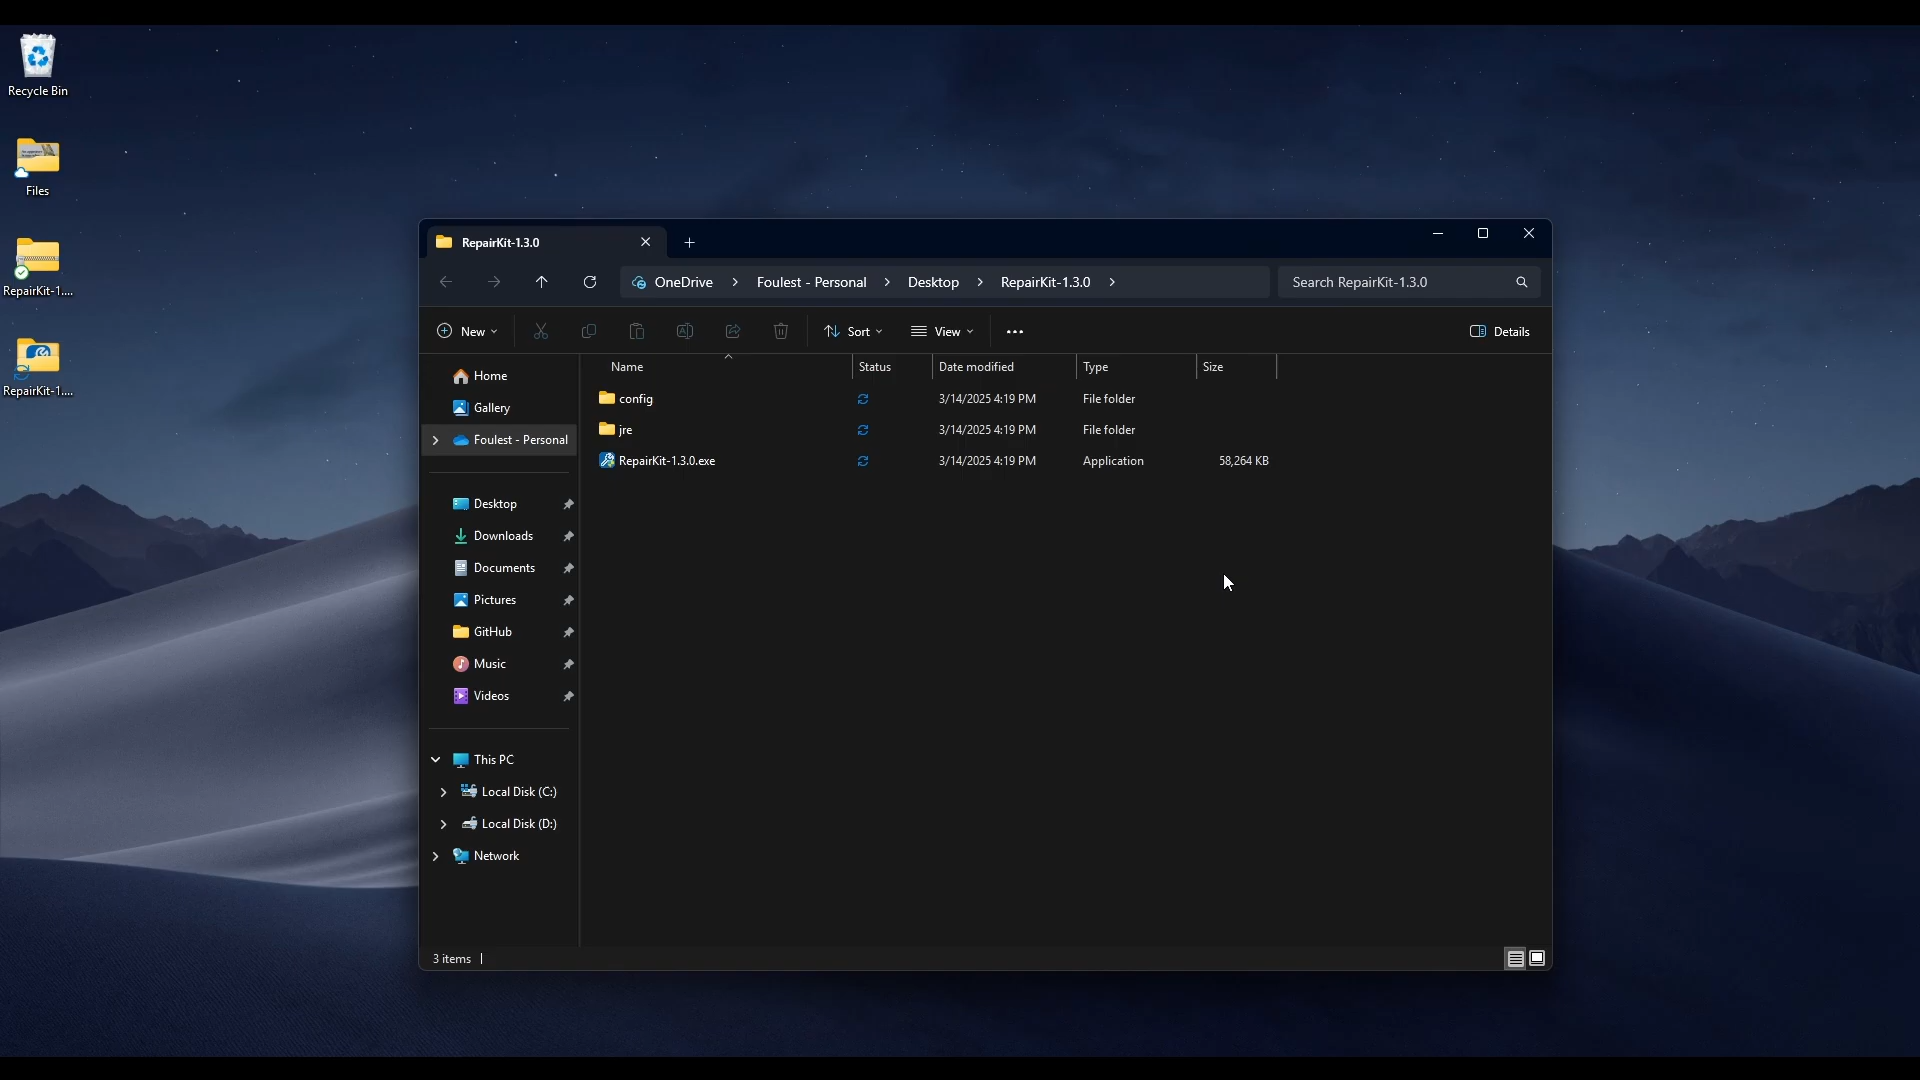 Recycle Bin
Files
RepairKit-1....
RepairKit-1....
RepairKit-1.3.0
OneDrive > Foulest - Personal > Desktop > RepairKit-1.3.0 >
Search RepairKit-1.3.0
New
Sort
View
Details
Home
Gallery
Foulest - Personal
Desktop
Downloads
Documents
Pictures
GitHub
Music
Videos
This PC
Local Disk (C:)
Local Disk (D:)
Network
Name Status Date modified Type Size
config 3/14/2025 4:19 PM File folder
jre 3/14/2025 4:19 PM File folder
RepairKit-1.3.0.exe 3/14/2025 4:19 PM Application 58,264 KB
3 items